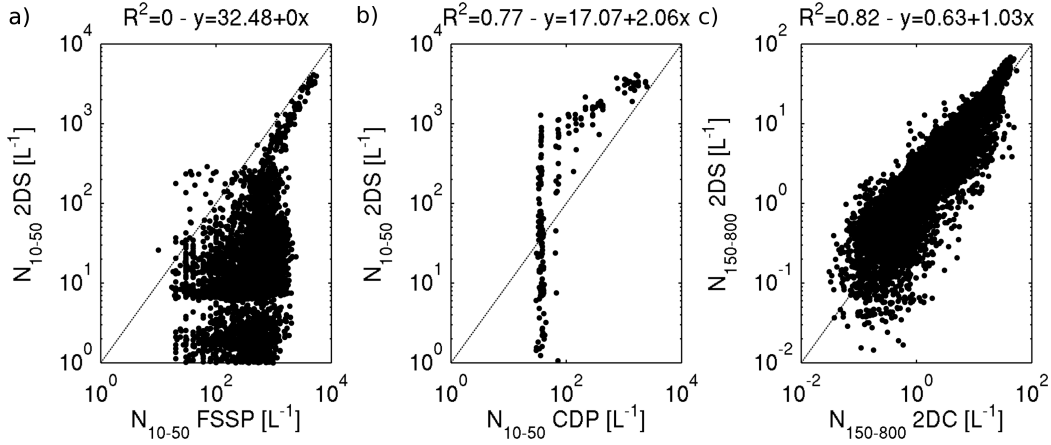 a) R²=0 - y=32.48+0x
10⁴
10³
10²
10¹
10⁰
N₁₀₋₅₀ 2DS [L⁻¹]
10⁰ 10² 10⁴
N₁₀₋₅₀ FSSP [L⁻¹]
b) R²=0.77 - y=17.07+2.06x
10⁴
10³
10²
10¹
10⁰
N₁₀₋₅₀ 2DS [L⁻¹]
10⁰ 10² 10⁴
N₁₀₋₅₀ CDP [L⁻¹]
c) R²=0.82 - y=0.63+1.03x
10²
10¹
10⁰
10⁻¹
10⁻²
N₁₅₀₋₈₀₀ 2DS [L⁻¹]
10⁻² 10⁰ 10²
N₁₅₀₋₈₀₀ 2DC [L⁻¹]